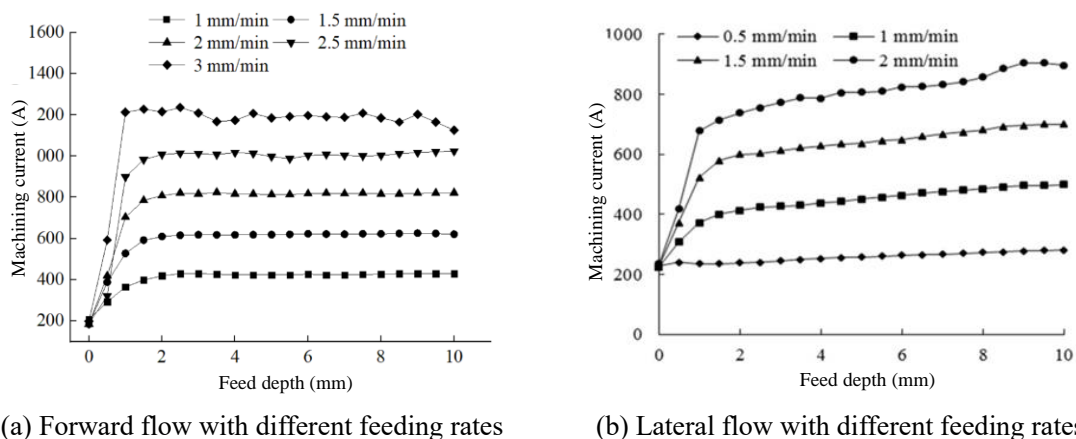 1 mm/min 1.5 mm/min
2 mm/min 2.5 mm/min
3 mm/min
1600
1600
200
000
800
600
400
200
0 2 4 6 8 10
Machining current (A)
Feed depth (mm)
(a) Forward flow with different feeding rates
0.5 mm/min 1 mm/min
1.5 mm/min 2 mm/min
1000
800
600
400
200
0
0 2 4 6 8 10
Machining current (A)
Feed depth (mm)
(b) Lateral flow with different feeding rates